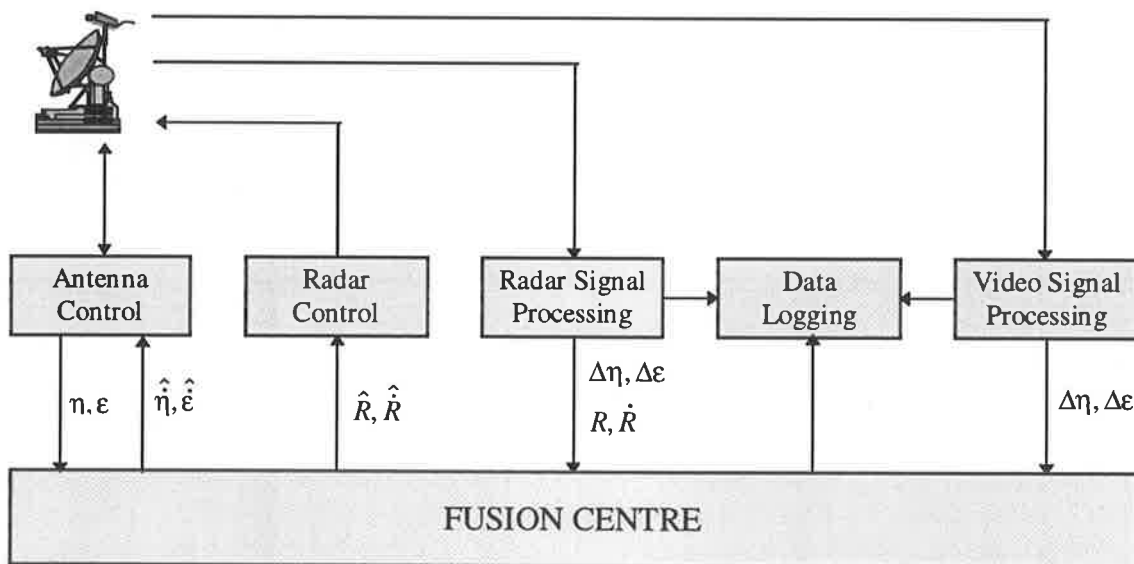 Antenna
Control
Radar
Control
Radar Signal
Processing
Data
Logging
Video Signal
Processing
η, ε
η̇̂, ε̇̂
R̂, Ṙ̂
Δη, Δε
R, Ṙ
Δη, Δε
FUSION CENTRE